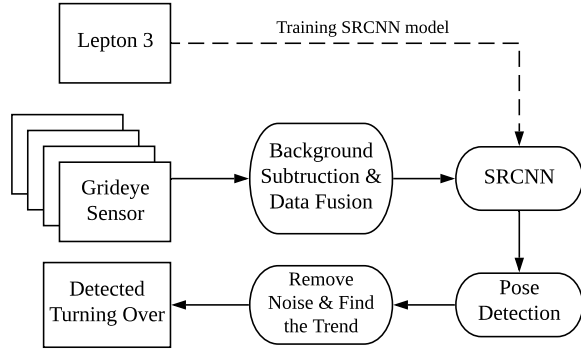 Lepton 3
Training SRCNN model
Grideye
Sensor
Background
Subtruction &
Data Fusion
SRCNN
Detected
Turning Over
Remove
Noise & Find
the Trend
Pose
Detection